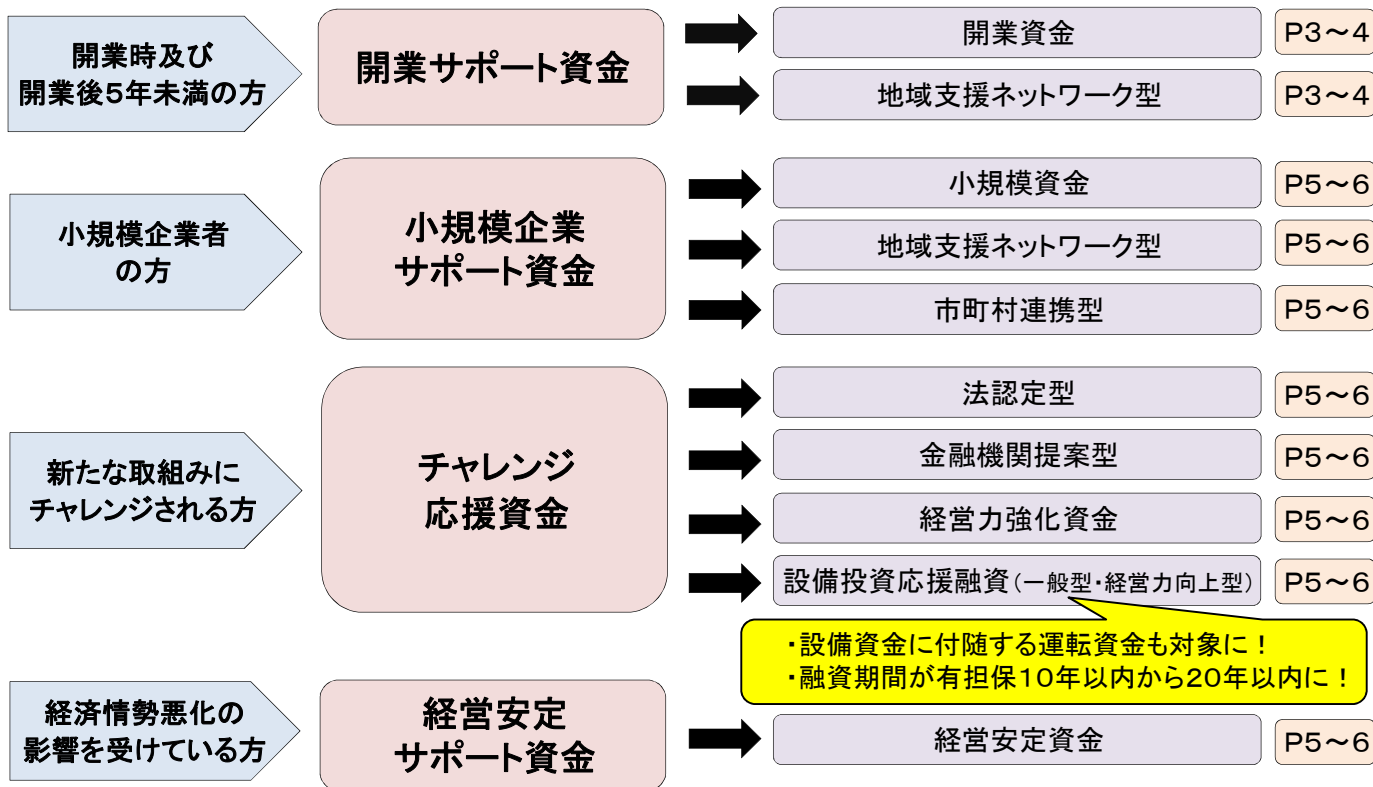 開業時及び
開業後5年未満の方
開業サポート資金
開業資金
P3～4
地域支援ネットワーク型
P3～4
小規模企業者
の方
小規模企業
サポート資金
小規模資金
P5～6
地域支援ネットワーク型
P5～6
市町村連携型
P5～6
新たな取組みに
チャレンジされる方
チャレンジ
応援資金
法認定型
P5～6
金融機関提案型
P5～6
経営力強化資金
P5～6
設備投資応援融資(一般型・経営力向上型)
P5～6
・設備資金に付随する運転資金も対象に！
・融資期間が有担保10年以内から20年以内に！
経済情勢悪化の
影響を受けている方
経営安定
サポート資金
経営安定資金
P5～6